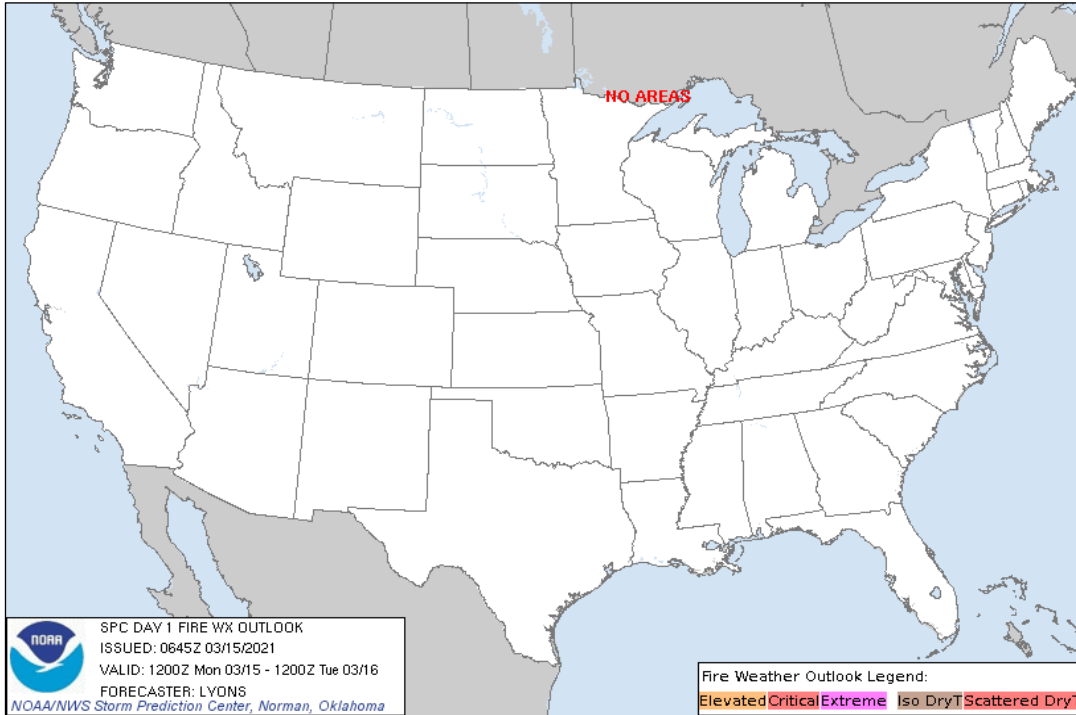 NO AREAS
NOAA
SPC DAY 1 FIRE WX OUTLOOK
ISSUED: 0645Z 03/15/2021
VALID: 1200Z Mon 03/15 - 1200Z Tue 03/16
FORECASTER: LYONS
NOAA/NWS Storm Prediction Center, Norman, Oklahoma
Fire Weather Outlook Legend:
Elevated Critical Extreme Iso DryT Scattered DryT